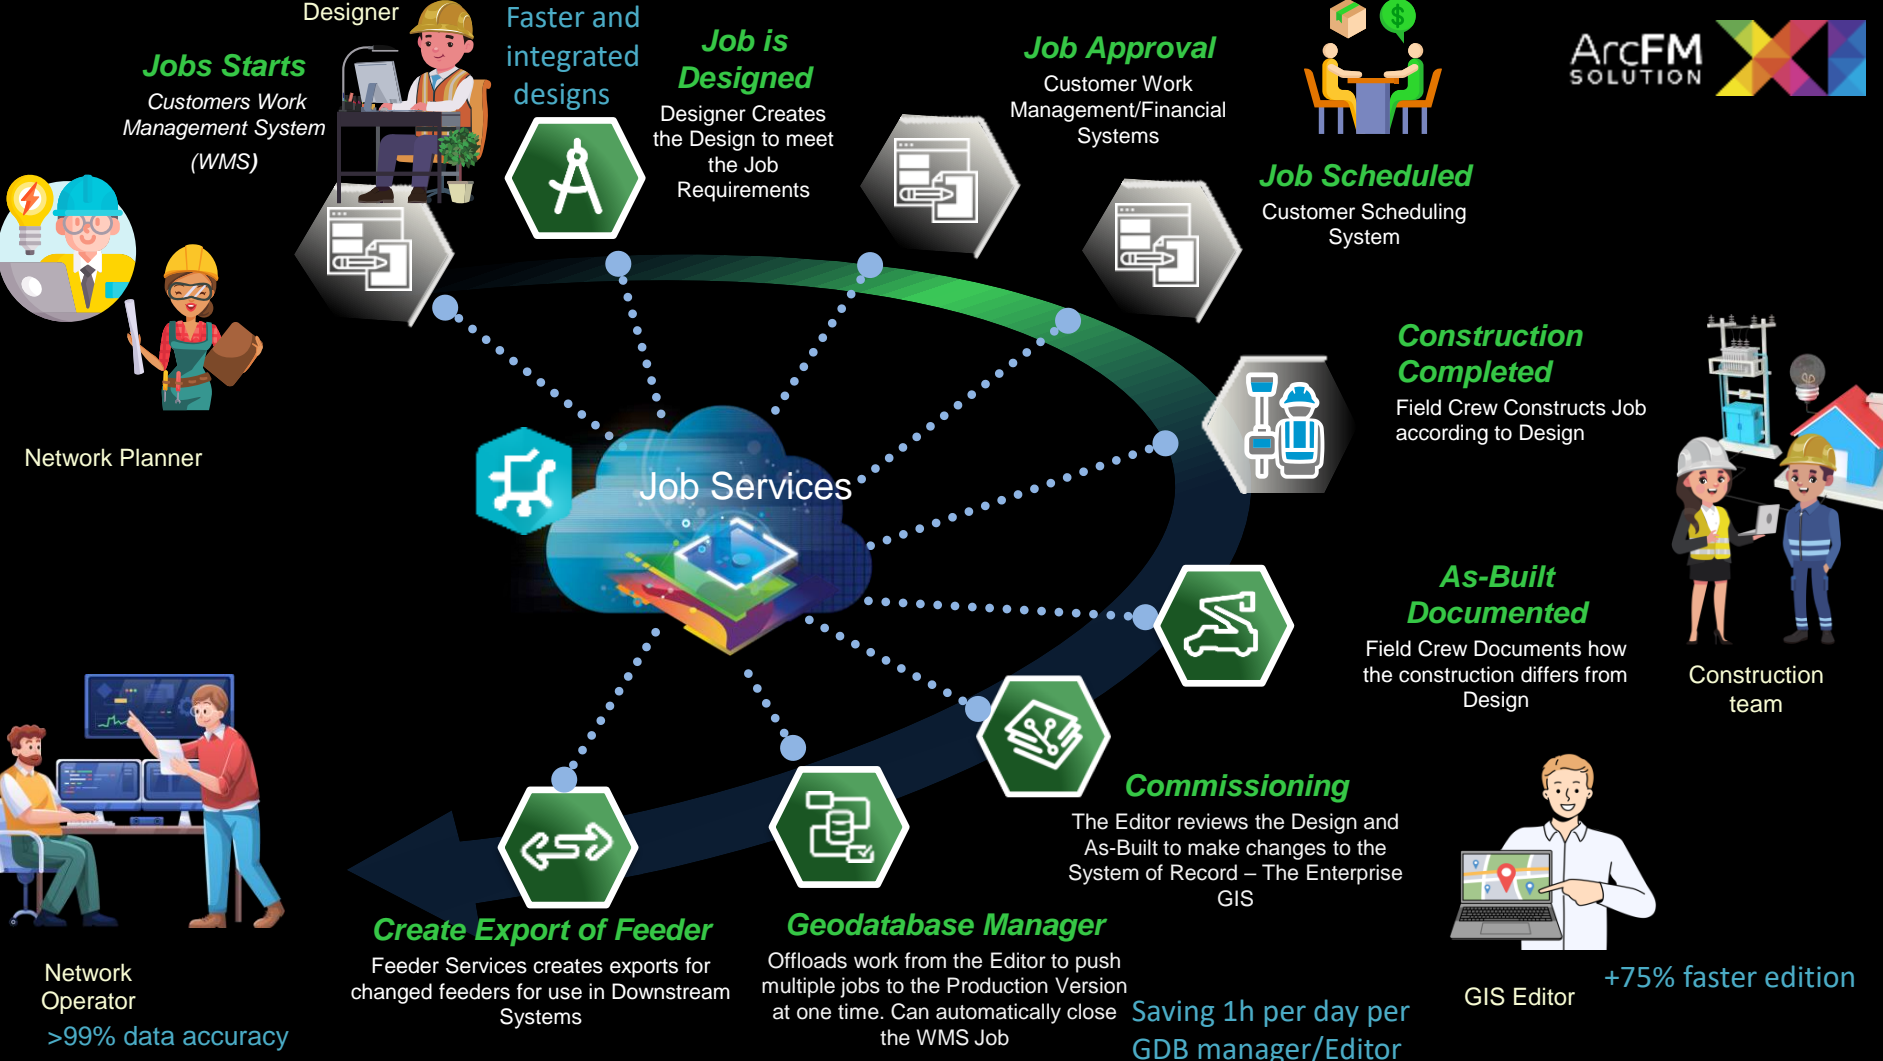 Designer
Faster and
integrated
designs
Jobs Starts
Customers Work
Management System
(WMS)
Job is
Designed
Designer Creates
the Design to meet
the Job
Requirements
Job Approval
Customer Work
Management/Financial
Systems
$
ArcFM
SOLUTION
XI
Job Scheduled
Customer Scheduling
System
Network Planner
Construction
Completed
Field Crew Constructs Job
according to Design
Job Services
As-Built
Documented
Field Crew Documents how
the construction differs from
Design
Construction
team
Commissioning
The Editor reviews the Design and
As-Built to make changes to the
System of Record – The Enterprise
GIS
GIS Editor
+75% faster edition
Geodatabase Manager
Offloads work from the Editor to push
multiple jobs to the Production Version
at one time. Can automatically close
the WMS Job
Saving 1h per day per
GDB manager/Editor
Create Export of Feeder
Feeder Services creates exports for
changed feeders for use in Downstream
Systems
Network
Operator
>99% data accuracy